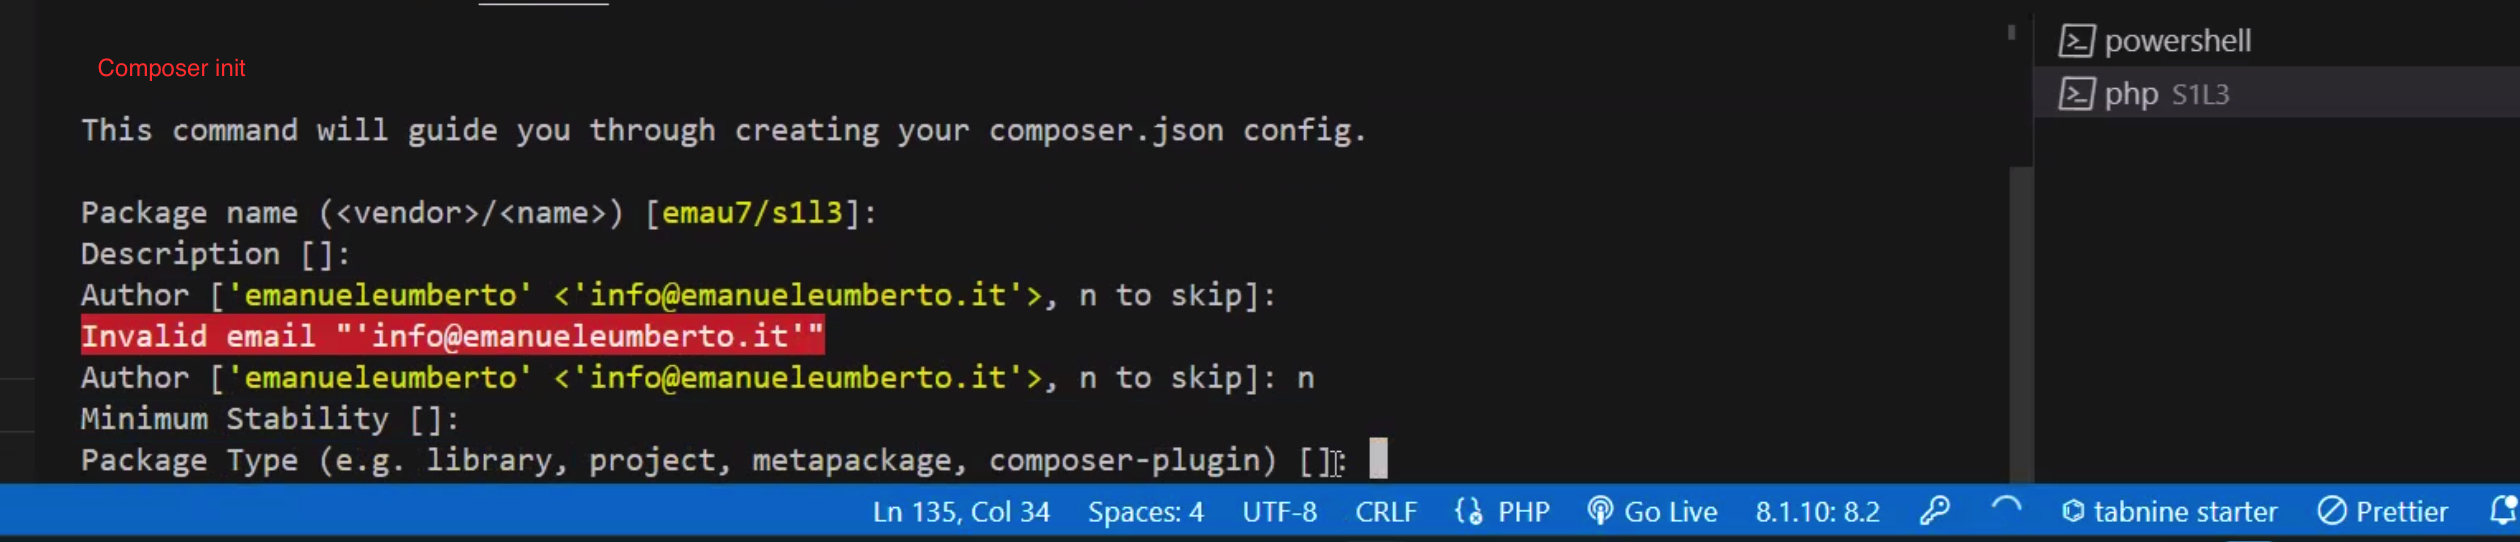 powershell
Composer init
php S1L3
This command will guide you through creating your composer.json config.
Package name (<vendor>/<name>) [emau7/s1l3]:
Description []:
Author ['emanueleumberto' <'info@emanueleumberto.it'>, n to skip]:
Invalid email "'info@emanueleumberto.it'"
Author ['emanueleumberto' <'info@emanueleumberto.it'>, n to skip]: n
Minimum Stability []:
Package Type (e.g. library, project, metapackage, composer-plugin) []:
Ln 135, Col 34 Spaces: 4 UTF-8 CRLF PHP Go Live 8.1.10: 8.2 tabnine starter Prettier